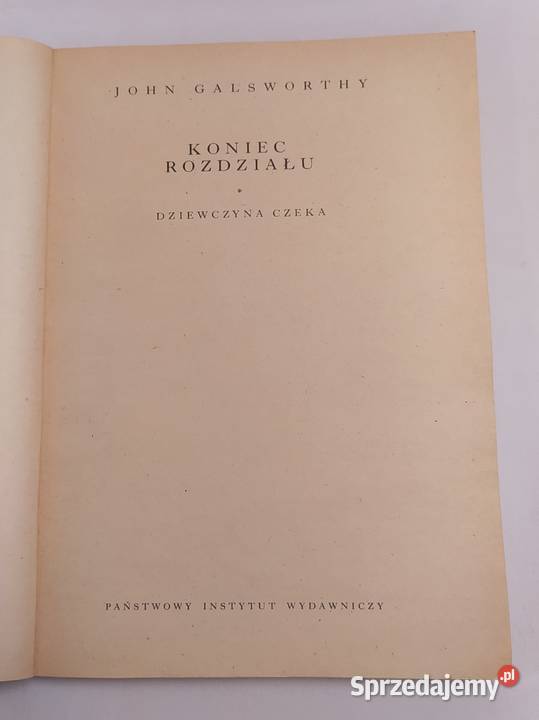 JOHN GALSWORTHY
KONIEC
ROZDZIAŁU
*
DZIEWCZYNA CZEKA
PAŃSTWOWY INSTYTUT WYDAWNICZY
Sprzedajemy.pl